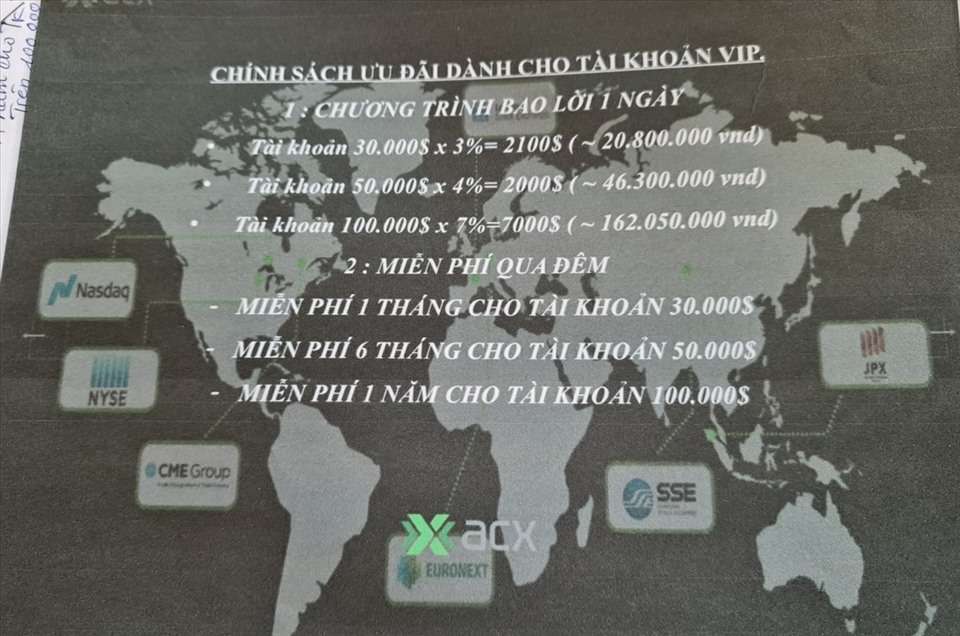 CHÍNH SÁCH ƯU ĐÃI DÀNH CHO TÀI KHOẢN VIP.
1 : CHƯƠNG TRÌNH BAO LỜI 1 NGÀY
• Tài khoản 30.000$ x 3%= 2100$ ( ~ 20.800.000 vnd)
• Tài khoản 50.000$ x 4%= 2000$ ( ~ 46.300.000 vnd)
• Tài khoản 100.000$ x 7%=7000$ ( ~ 162.050.000 vnd)
2 : MIỄN PHÍ QUA ĐÊM
- MIỄN PHÍ 1 THÁNG CHO TÀI KHOẢN 30.000$
- MIỄN PHÍ 6 THÁNG CHO TÀI KHOẢN 50.000$
- MIỄN PHÍ 1 NĂM CHO TÀI KHOẢN 100.000$
Nasdaq
NYSE
JPX
CME Group
SSE
acx
EURONEXT